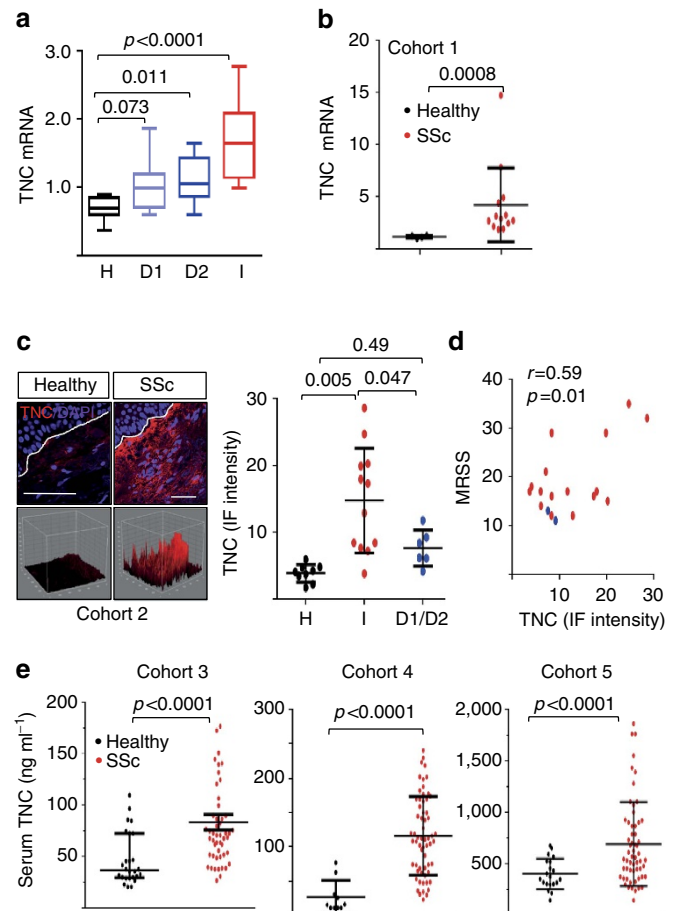 a
p<0.0001
0.011
0.073
3.0
2.0
1.0
TNC mRNA
H D1 D2 I
b
Cohort 1
0.0008
Healthy
SSc
20
15
10
5
TNC mRNA
c
Healthy SSc
TNC/DAPI
Cohort 2
0.49
0.005 0.047
30
20
10
TNC (IF intensity)
H I D1/D2
d
r=0.59
p=0.01
40
30
20
10
MRSS
10 20 30
TNC (IF intensity)
e
Cohort 3
p<0.0001
Healthy
SSc
200
150
100
50
Serum TNC (ng ml⁻¹)
Cohort 4
p<0.0001
300
200
100
Cohort 5
p<0.0001
2,000
1,500
1,000
500